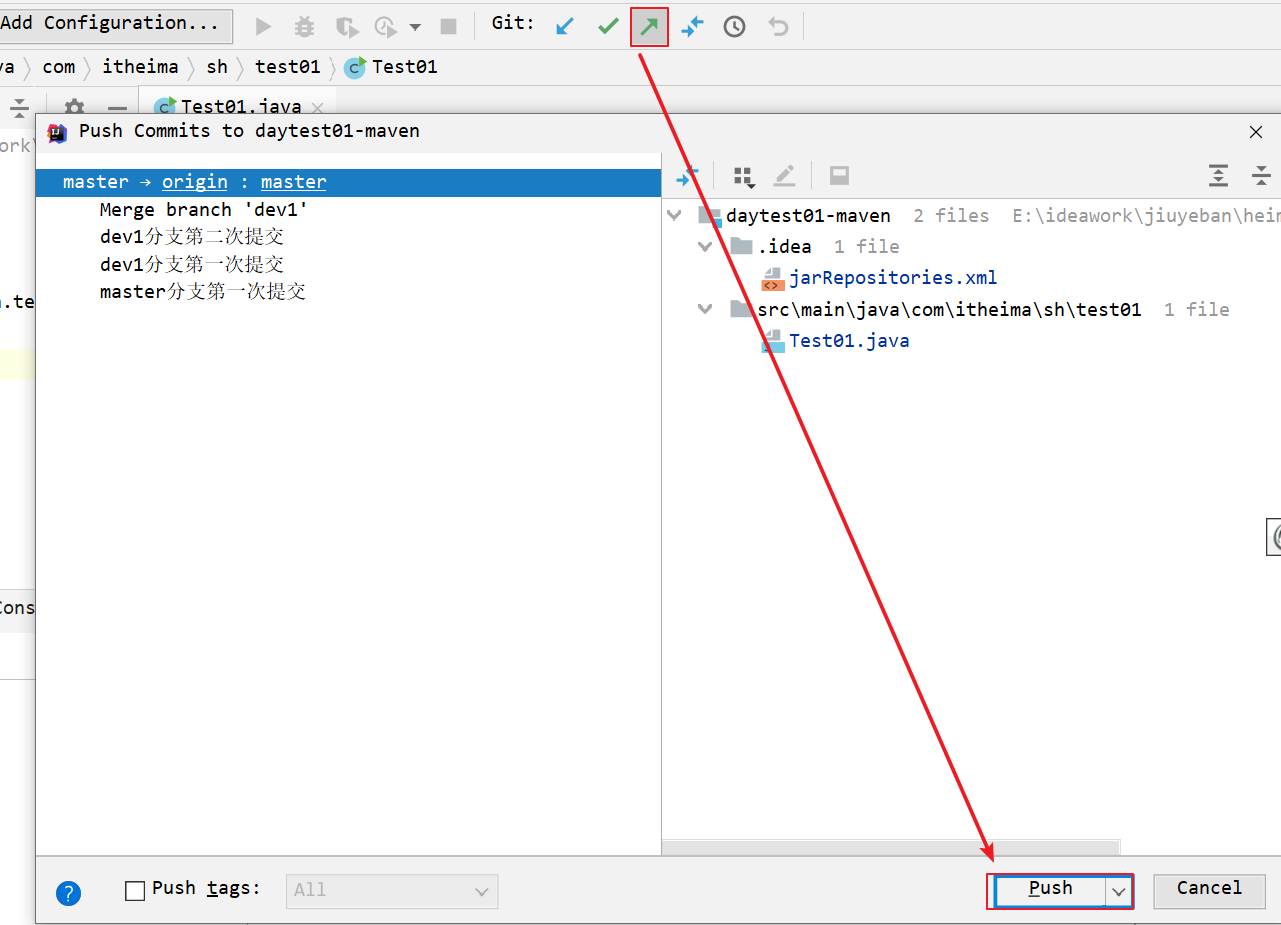 Add Configuration...
Git:
va
com
itheima
sh
test01
Test01
Test01.java
ork\
Push Commits to daytest01-maven
master → origin : master
Merge branch 'dev1'
dev1分支第二次提交
dev1分支第一次提交
master分支第一次提交
daytest01-maven 2 files E:\ideawork\jiuyeban\heim
.idea 1 file
jarRepositories.xml
src\main\java\com\itheima\sh\test01 1 file
Test01.java
.te
Cons
? Push tags: All
Push
Cancel